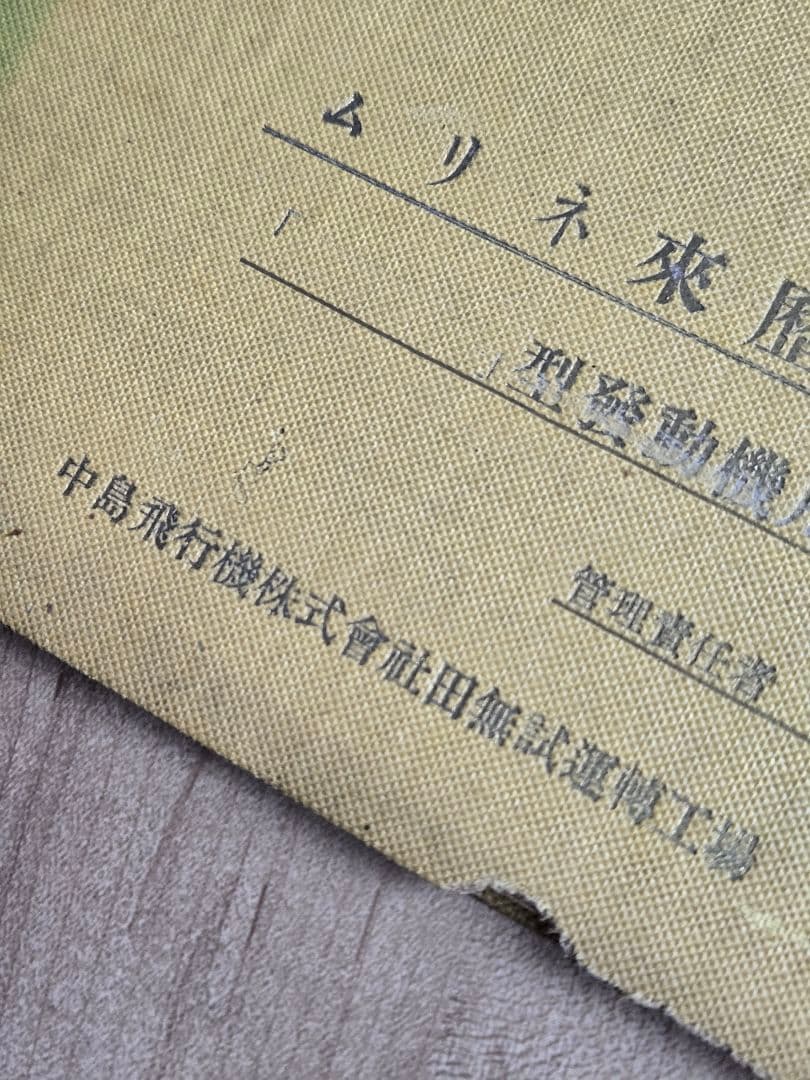 ムリネ來歷
「　」型發動機
管理責任者
中島飛行機株式會社田無試運轉工場